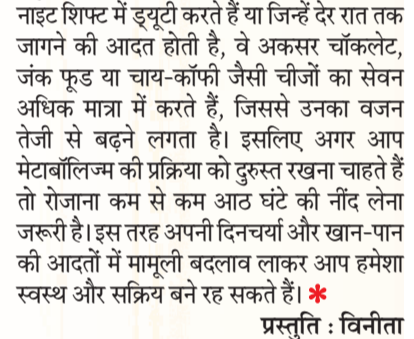 नाइट शिफ्ट में ड्यूटी करते हैं या जिन्हें देर रात तक
जागने की आदत होती है, वे अकसर चॉकलेट,
जंक फूड या चाय-कॉफी जैसी चीजों का सेवन
अधिक मात्रा में करते हैं, जिससे उनका वजन
तेजी से बढ़ने लगता है। इसलिए अगर आप
मेटाबॉलिज्म की प्रक्रिया को दुरुस्त रखना चाहते हैं
तो रोजाना कम से कम आठ घंटे की नींद लेना
जरूरी है। इस तरह अपनी दिनचर्या और खान-पान
की आदतों में मामूली बदलाव लाकर आप हमेशा
स्वस्थ और सक्रिय बने रह सकते हैं। *
प्रस्तुति : विनीता